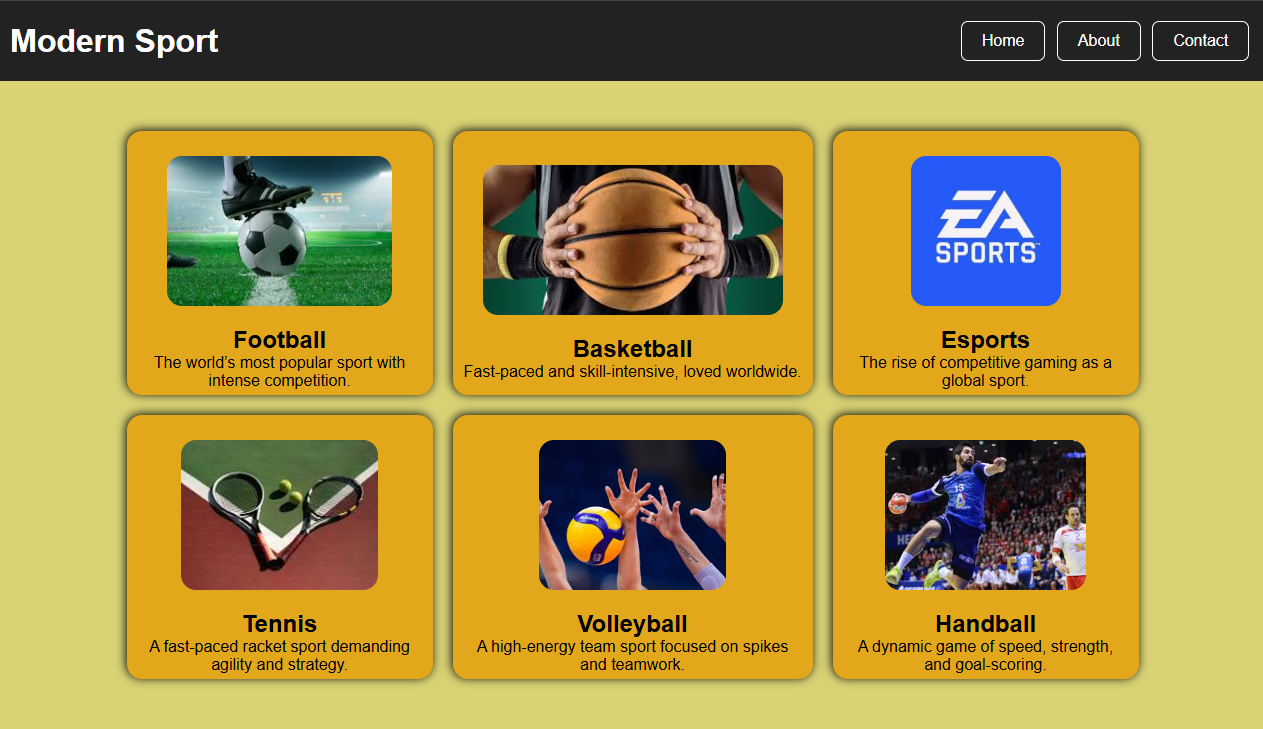 Modern Sport
Home
About
Contact
EA
SPORTS™
Football
The world’s most popular sport with
intense competition.
Basketball
Fast-paced and skill-intensive, loved worldwide.
Esports
The rise of competitive gaming as a
global sport.
Tennis
A fast-paced racket sport demanding
agility and strategy.
Volleyball
A high-energy team sport focused on spikes
and teamwork.
13
Handball
A dynamic game of speed, strength,
and goal-scoring.